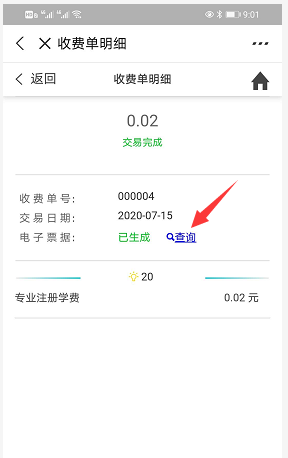 9:01
收费单明细
返回 收费单明细
0.02
交易完成
收费单号: 000004
交易日期: 2020-07-15
电子票据: 已生成 查询
20
专业注册学费 0.02 元